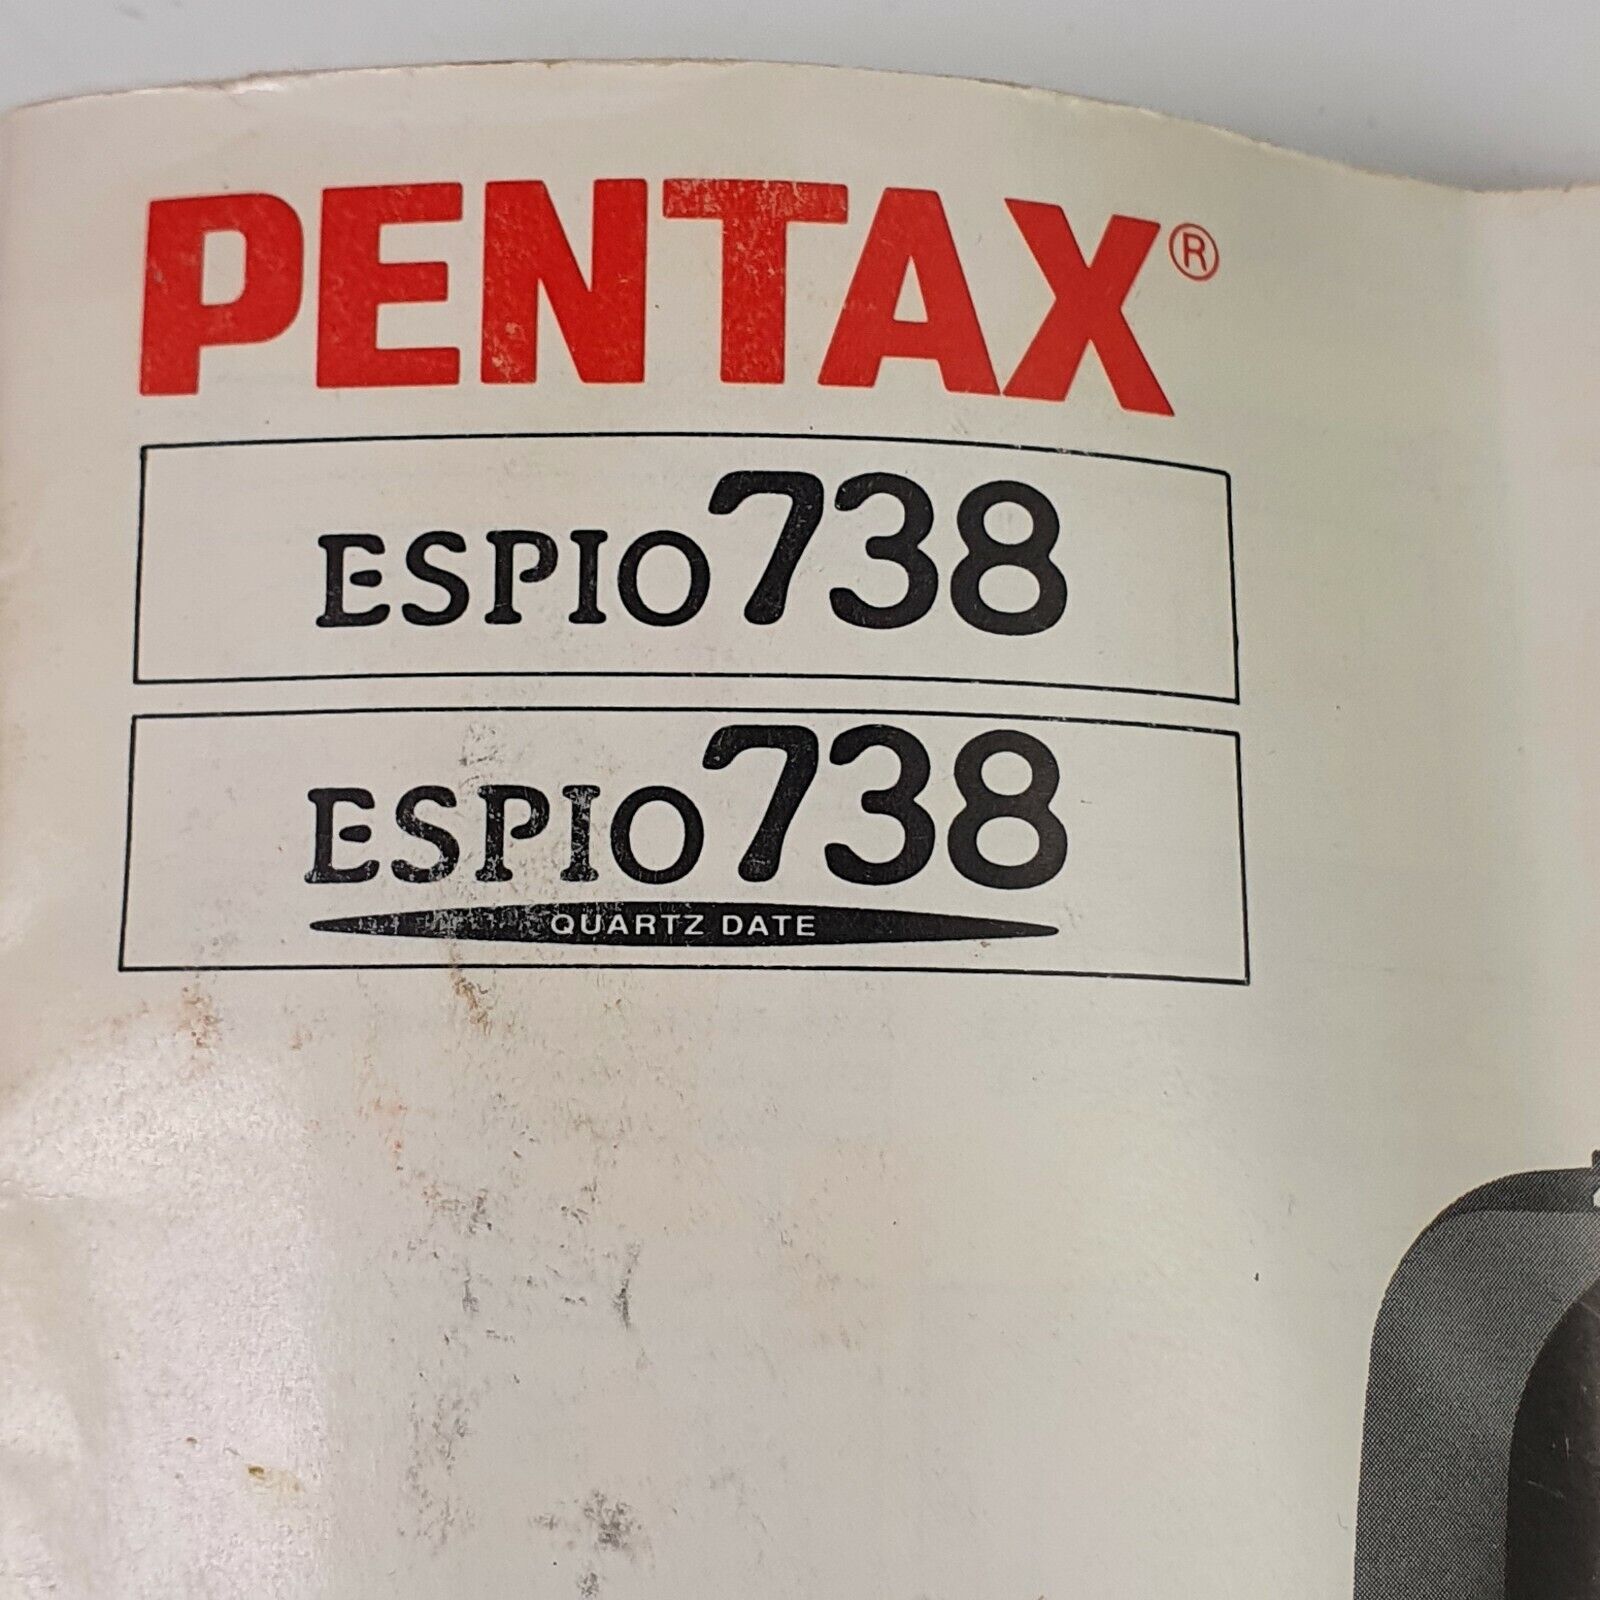 PENTAX®
ESPIO738
ESPIO738
QUARTZ DATE